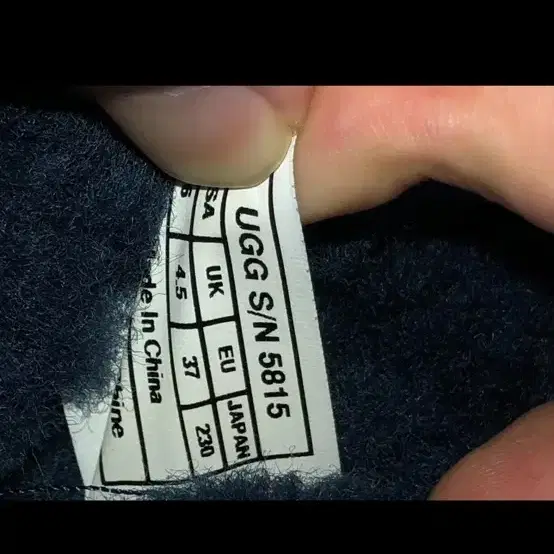 UGG S/N 5815
SA UK EU JAPAN
6 4.5 37 230
de In China
ine